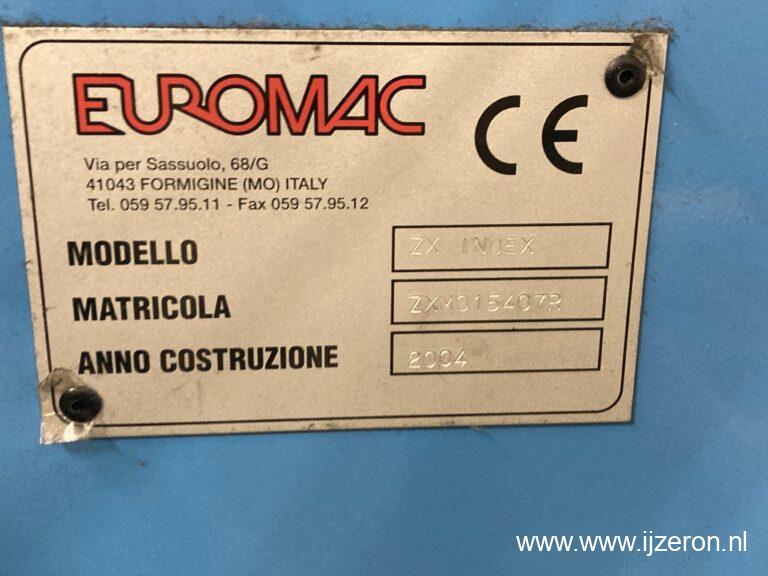 EUROMAC
CE
Via per Sassuolo, 68/G
41043 FORMIGINE (MO) ITALY
Tel. 059 57.95.11 - Fax 059 57.95.12
MODELLO ZX INDEX
MATRICOLA ZXM015407R
ANNO COSTRUZIONE 2004
www.www.ijzeron.nl